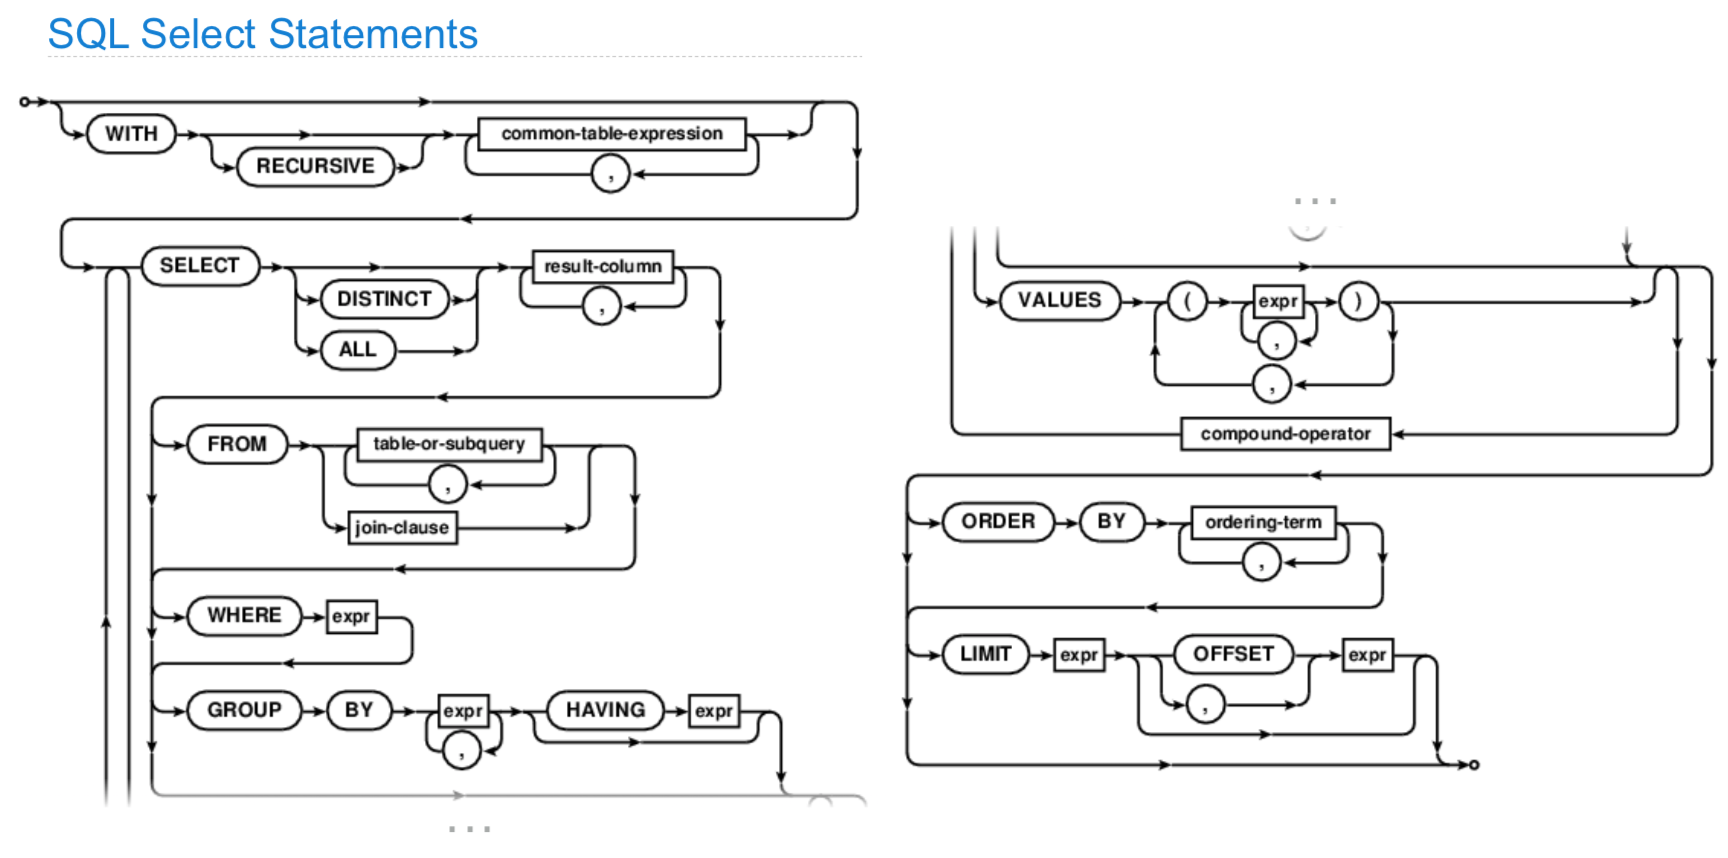 SQL Select Statements
WITH
RECURSIVE
common-table-expression
,
SELECT
DISTINCT
ALL
result-column
,
FROM
table-or-subquery
,
join-clause
WHERE expr
GROUP BY expr HAVING expr
,
...
...
VALUES ( expr )
,
,
compound-operator
ORDER BY ordering-term
,
LIMIT expr OFFSET expr
,